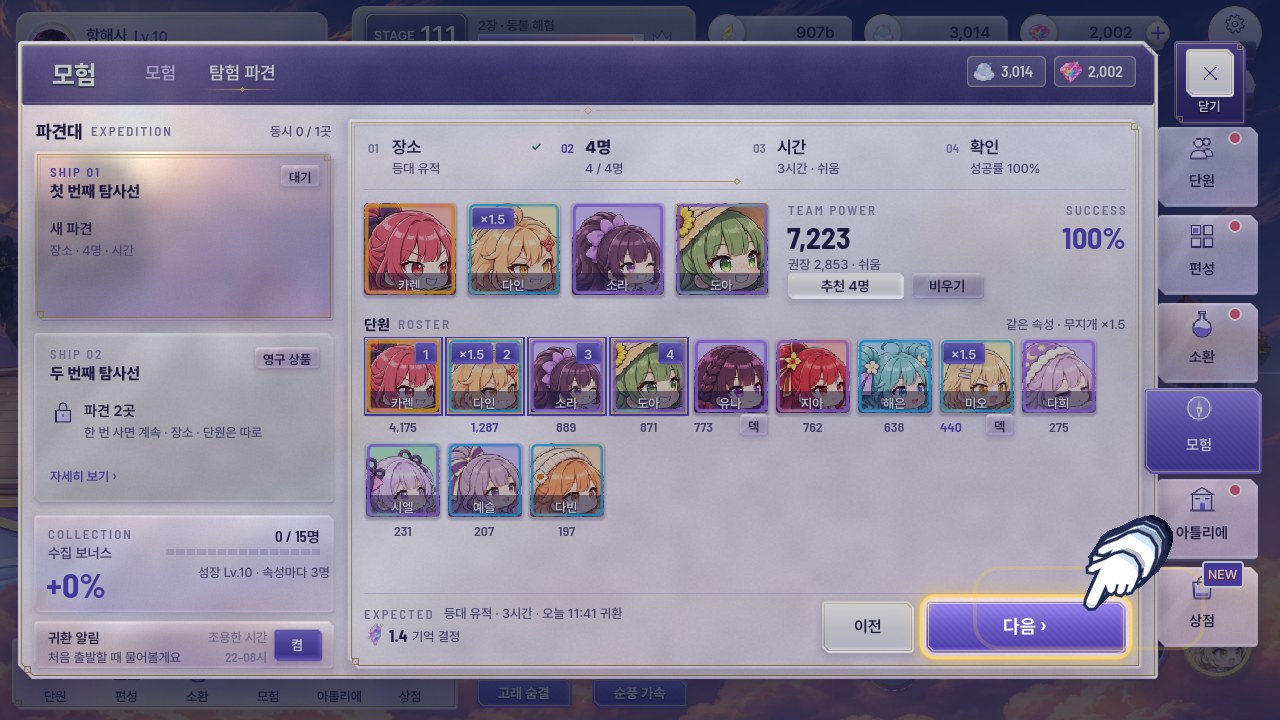 항해사 Lv.10
STAGE 111
2장 · 등불 해협
907b
3,014
2,002
모험
모험
탐험 파견
3,014
2,002
닫기
파견대 EXPEDITION
동시 0 / 1곳
SHIP 01
첫 번째 탐사선
대기
새 파견
장소 · 4명 · 시간
SHIP 02
두 번째 탐사선
영구 상품
파견 2곳
한 번 사면 계속 · 장소 · 단원은 따로
자세히 보기 ›
COLLECTION
수집 보너스
0 / 15명
+0%
성장 Lv.10 · 속성마다 3명
귀환 알림
처음 출발할 때 물어볼게요
조용한 시간
22-08시
켬
01 장소
등대 유적
02 4명
4 / 4명
03 시간
3시간 · 쉬움
04 확인
성공률 100%
카렌
×1.5
다인
소라
도아
TEAM POWER
7,223
권장 2,853 · 쉬움
SUCCESS
100%
추천 4명
비우기
단원 ROSTER
같은 속성 · 무지개 ×1.5
1
×1.5 2
3
4
×1.5
카렌
다인
소라
도아
유나
지아
해은
미오
다희
4,175
1,287
889
871
773 덱
762
638
440 덱
275
시엘
예슬
다빈
231
207
197
EXPECTED 등대 유적 · 3시간 · 오늘 11:41 귀환
1.4 기억 결정
이전
다음 ›
단원
편성
소환
모험
아틀리에
NEW
상점
단원
편성
소환
모험
아틀리에
상점
고래 숨결
순풍 가속